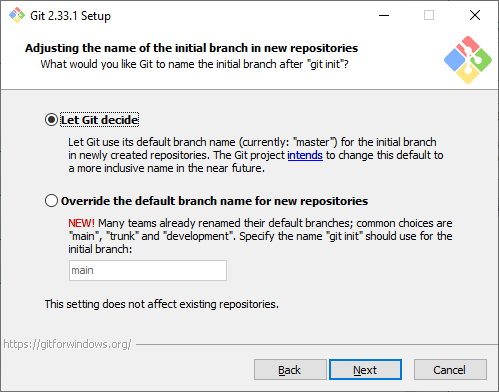 Git 2.33.1 Setup
Adjusting the name of the initial branch in new repositories
What would you like Git to name the initial branch after "git init"?
Let Git decide
Let Git use its default branch name (currently: "master") for the initial branch
in newly created repositories. The Git project intends to change this default to
a more inclusive name in the near future.
Override the default branch name for new repositories
NEW! Many teams already renamed their default branches; common choices are
"main", "trunk" and "development". Specify the name "git init" should use for the
initial branch:
main
This setting does not affect existing repositories.
https://gitforwindows.org/
Back
Next
Cancel